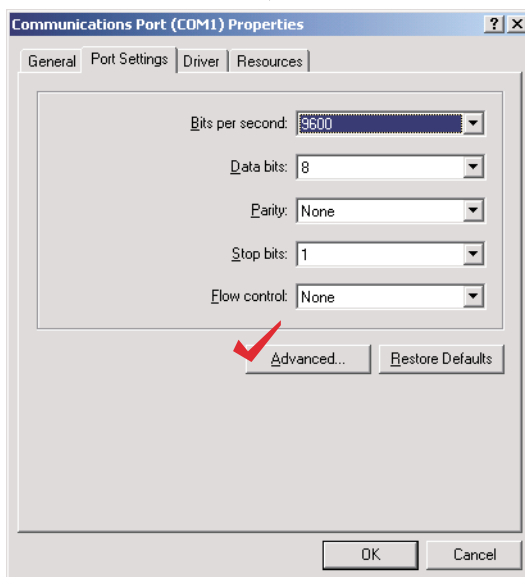 Communications Port (COM1) Properties
General Port Settings Driver Resources
Bits per second: 9600
Data bits: 8
Parity: None
Stop bits: 1
Flow control: None
Advanced... Restore Defaults
OK Cancel